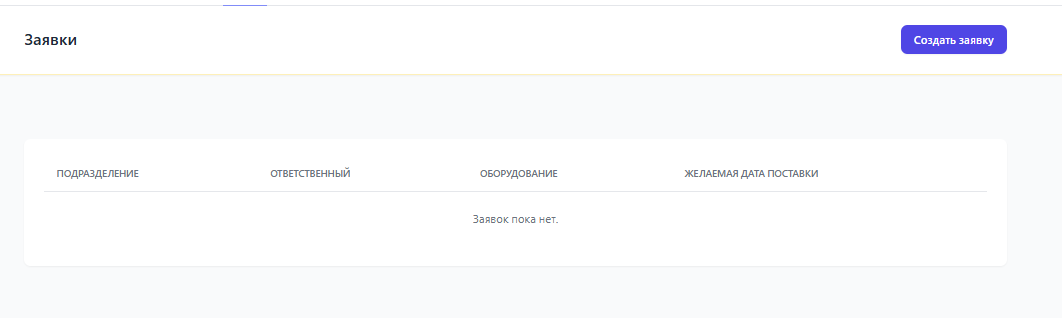 Заявки
Создать заявку
ПОДРАЗДЕЛЕНИЕ ОТВЕТСТВЕННЫЙ ОБОРУДОВАНИЕ ЖЕЛАЕМАЯ ДАТА ПОСТАВКИ
Заявок пока нет.